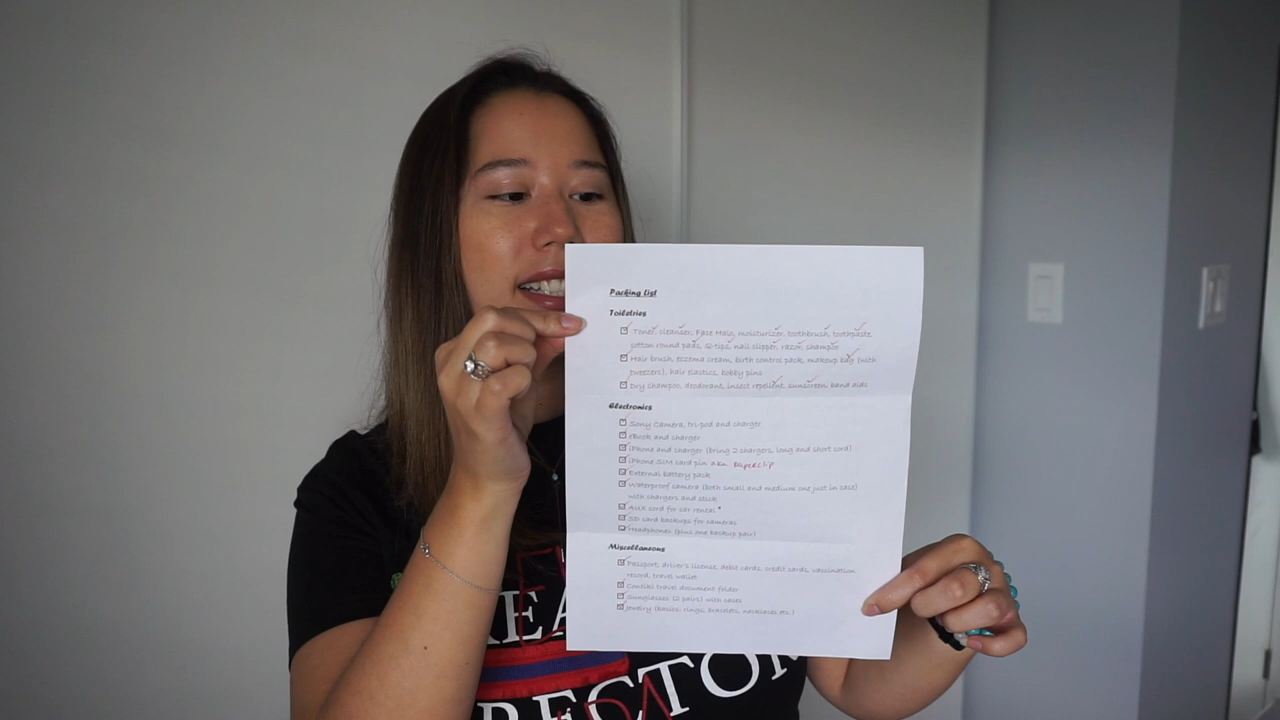 Packing List
Toiletries
Toner, cleanser, Face Halo, moisturizer, toothbrush, toothpaste,
cotton round pads, Q-tips, nail clipper, razor, shampoo
Hair brush, eczema cream, birth control pack, makeup bag (with
tweezers), hair elastics, bobby pins
Dry shampoo, deodorant, insect repellent, sunscreen, band aids
Electronics
Sony Camera, tri-pod and charger
eBook and charger
iPhone and charger (bring 2 chargers, long and short cord)
iPhone SIM card pin aka paperclip
External battery pack
Waterproof camera (both small and medium one just in case)
with chargers and stick
AUX cord for car rental *
SD card backups for cameras
Headphones (plus one backup pair)
Miscellaneous
Passport, driver's license, debit cards, credit cards, vaccination
record, travel wallet
travel document folder
Sunglasses (2 pairs) with cases
Jewelry (basics: rings, bracelets, necklaces etc.)